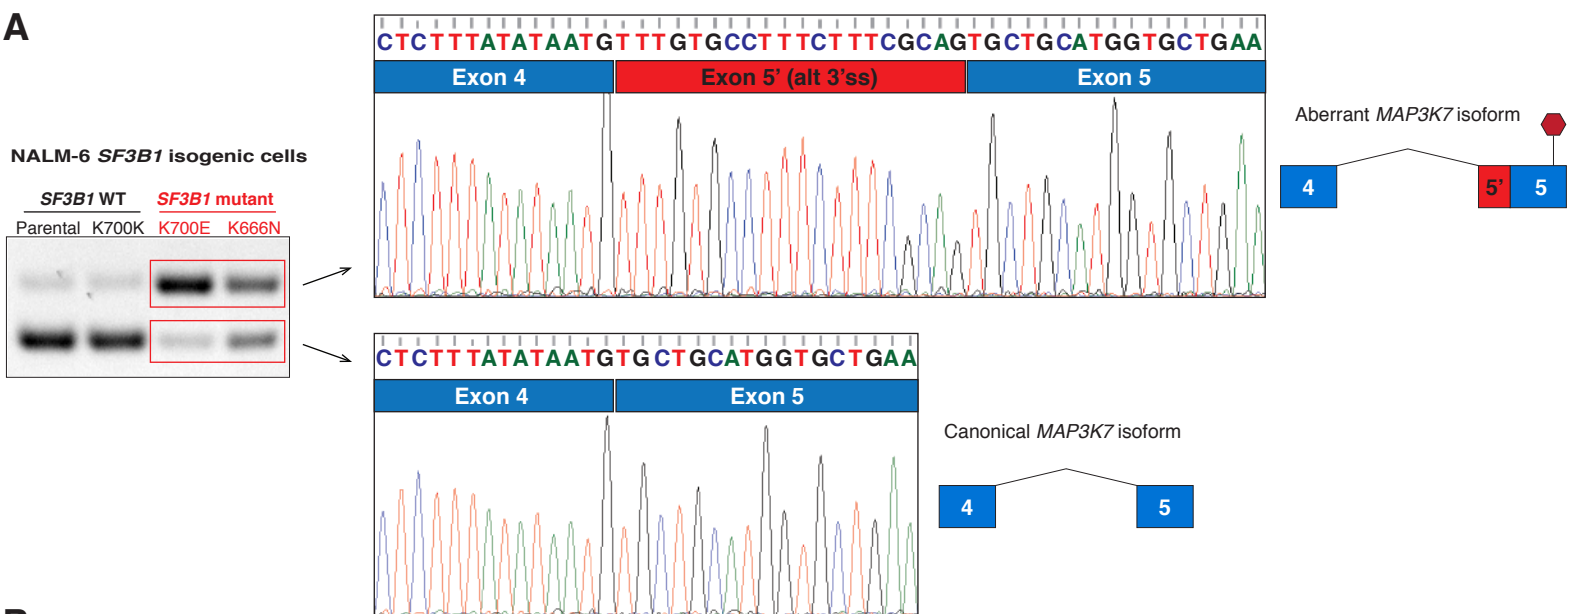 A
CTCTTTATATAATGTTTGTGCCTTTCTTTCGCAGTGCTGCATGGTGCTGAA
Exon 4 Exon 5' (alt 3'ss) Exon 5
Aberrant MAP3K7 isoform
4 5' 5
NALM-6 SF3B1 isogenic cells
SF3B1 WT SF3B1 mutant
Parental K700K K700E K666N
CTCTTTATATAATGTGCTGCATGGTGCTGAA
Exon 4 Exon 5
Canonical MAP3K7 isoform
4 5